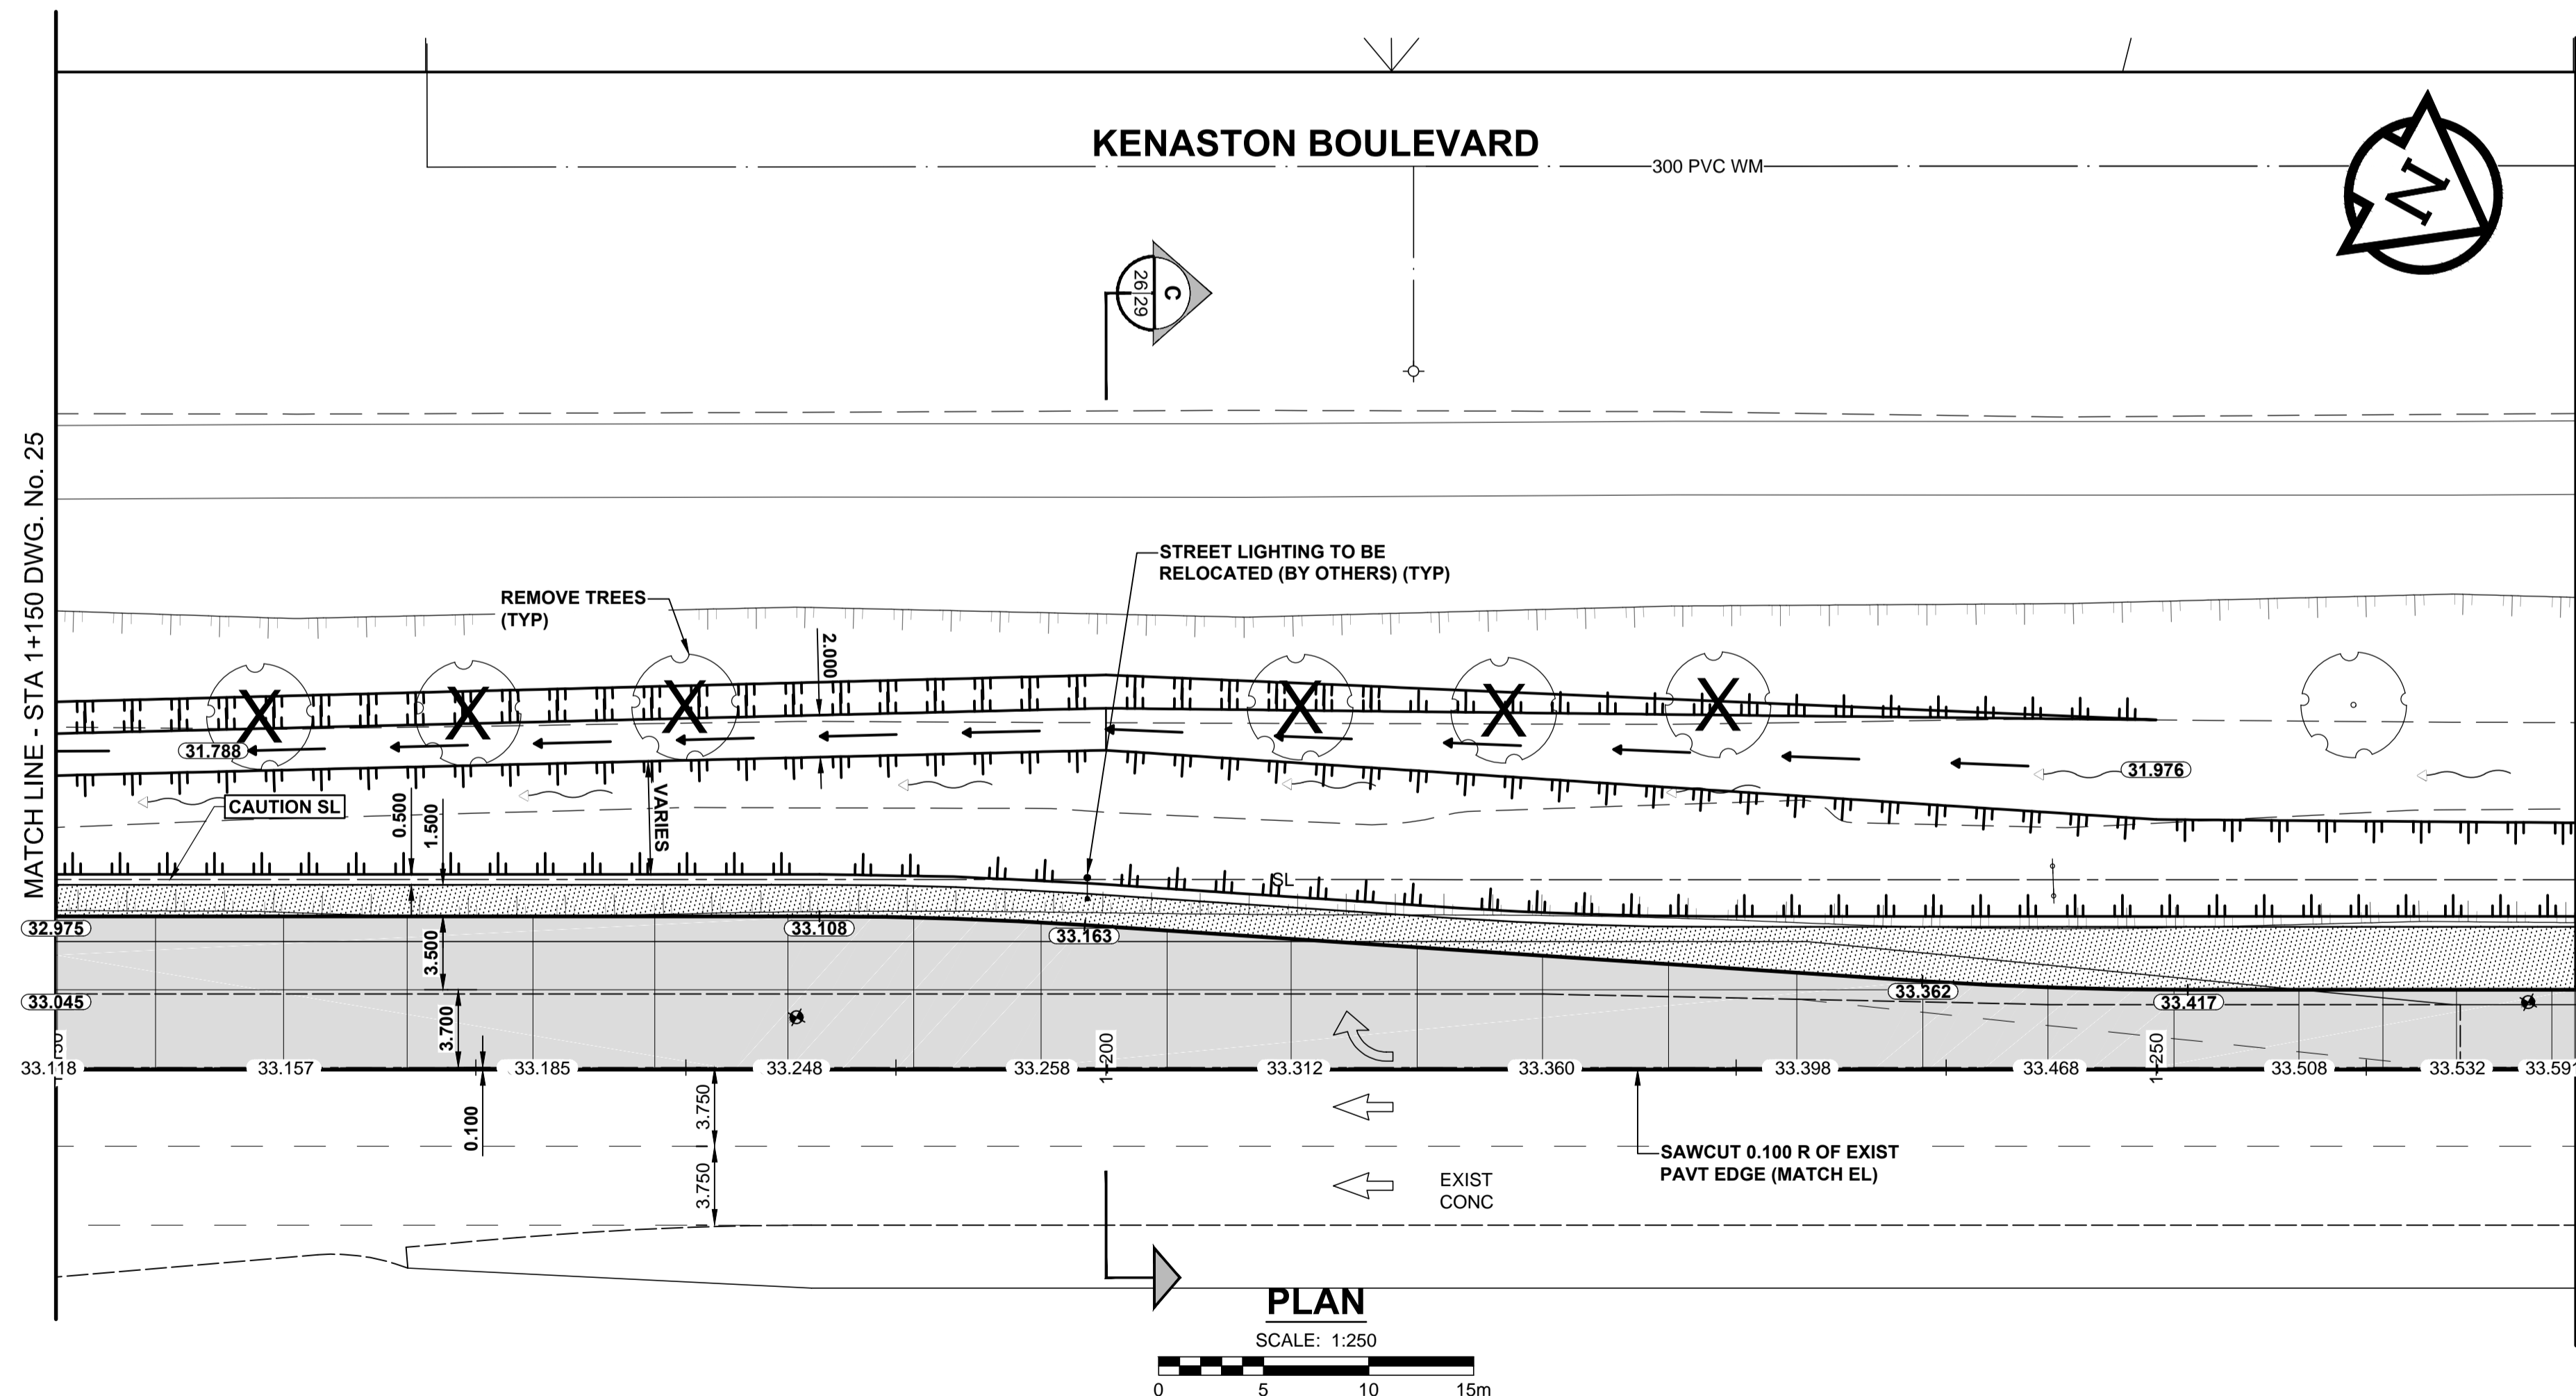 KENASTON BOULEVARD
300 PVC WM
N
C
26 29
MATCH LINE - STA 1+150 DWG. No. 25
STREET LIGHTING TO BE
RELOCATED (BY OTHERS) (TYP)
REMOVE TREES
(TYP)
2.000
X X X X X X
31.788
31.976
CAUTION SL
0.500
1.500
VARIES
SL
32.975
33.108
33.163
3.500
33.045
33.362
33.417
3.700
1+200
1+250
33.118 33.157 33.185 33.248 33.258 33.312 33.360 33.398 33.468 33.508 33.532 33.591
0.100
3.750
3.750
SAWCUT 0.100 R OF EXIST
PAVT EDGE (MATCH EL)
EXIST
CONC
PLAN
SCALE: 1:250
0 5 10 15m